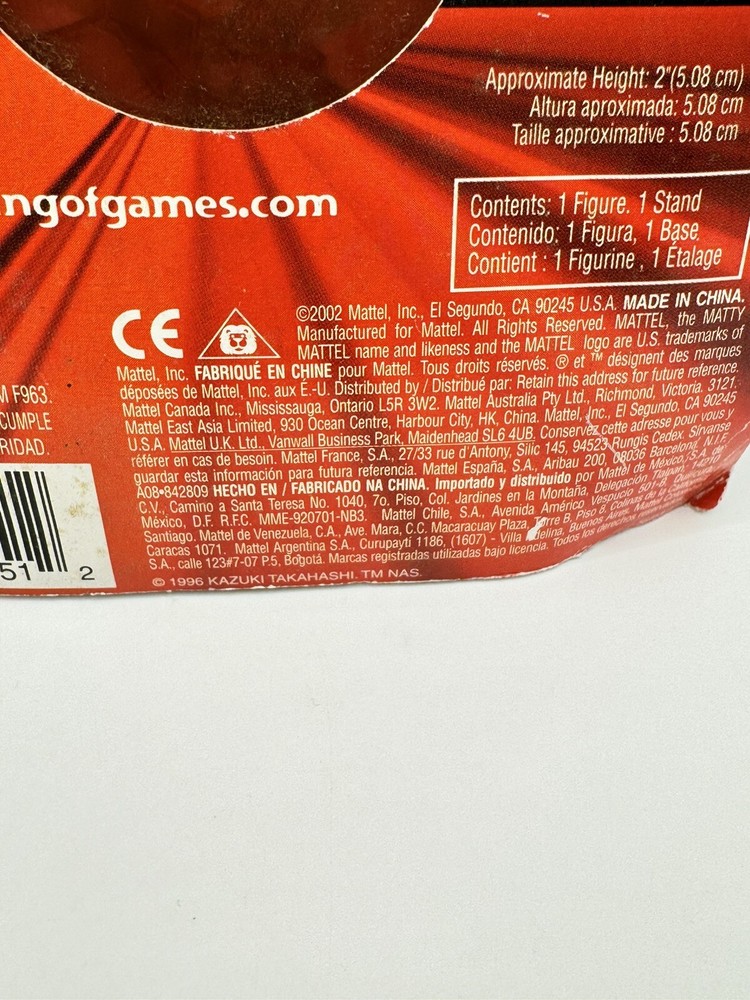 Approximate Height: 2"(5.08 cm)
Altura aproximada: 5.08 cm
Taille approximative : 5.08 cm
ngofgames.com
Contents: 1 Figure. 1 Stand
Contenido: 1 Figura, 1 Base
Contient : 1 Figurine , 1 Étalage
CE
©2002 Mattel, Inc., El Segundo, CA 90245 U.S.A. MADE IN CHINA.
Manufactured for Mattel. All Rights Reserved. MATTEL, the MATTY
MATTEL name and likeness and the MATTEL logo are U.S. trademarks of
Mattel, Inc. FABRIQUÉ EN CHINE pour Mattel. Tous droits réservés. ® et ™ désignent des marques
déposées de Mattel, Inc. aux É.-U. Distributed by / Distribué par: Retain this address for future reference.
Mattel Canada Inc., Mississauga, Ontario L5R 3W2. Mattel Australia Pty Ltd., Richmond, Victoria. 3121.
Mattel East Asia Limited, 930 Ocean Centre, Harbour City, HK, China. Mattel, Inc., El Segundo, CA 90245
U.S.A. Mattel U.K. Ltd., Vanwall Business Park, Maidenhead SL6 4UB. Conservez cette adresse pour vous y
référer en cas de besoin. Mattel France, S.A., 27/33 rue d'Antony, Silic 145, 94523 Rungis Cedex. Sírvanse
guardar esta información para futura referencia. Mattel España, S.A., Aribau 200. 08036 Barcelona. N.I.F.
A08•842809 HECHO EN / FABRICADO NA CHINA. Importado y distribuido por Mattel de México, S.A. de
C.V., Camino a Santa Teresa No. 1040, 7o. Piso, Col. Jardines en la Montaña, Delegación Tlalpan, 14210
México, D.F. R.F.C. MME-920701-NB3. Mattel Chile, S.A., Avenida Américo Vespucio 501
Santiago. Mattel de Venezuela, C.A., Ave. Mara, C.C. Macaracuay Plaza, Torre B, Piso 8, Colinas de la
Caracas 1071. Mattel Argentina S.A., Curupaytí 1186, (1607) - Villa Adelina, Buenos Aires. Mattel
S.A., calle 123#7-07 P.5, Bogotá. Marcas registradas utilizadas bajo licencia. Todos los derechos
© 1996 KAZUKI TAKAHASHI. TM NAS.
M F963.
CUMPLE
RIDAD.
51 2